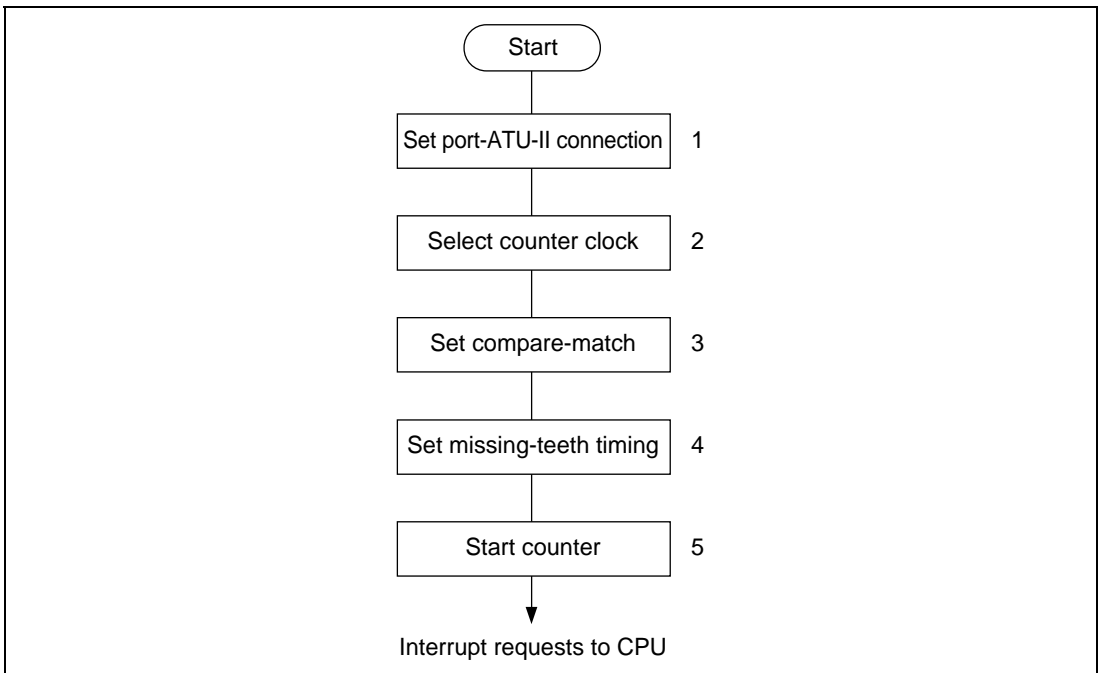 Start
Set port-ATU-II connection 1
Select counter clock 2
Set compare-match 3
Set missing-teeth timing 4
Start counter 5
Interrupt requests to CPU